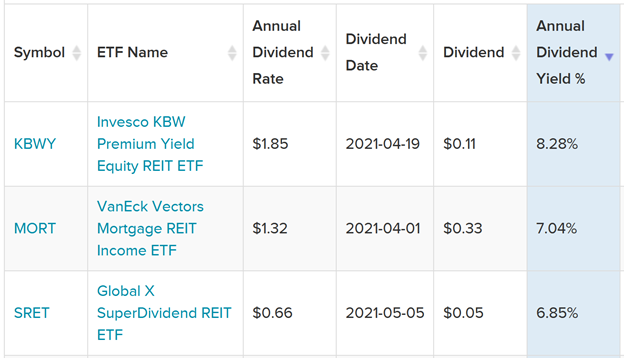 Annual
Annual
Dividend
Symbol
ETF Name
Dividend
Dividend
Dividend
Date
Rate
Yield %
Invesco KBW
KBWY
Premium Yield
$1.85
2021-04-19
$0.11
8.28%
Equity REIT ETF
VanEck Vectors
MORT
Mortgage REIT
$1.32
2021-04-01
$0.33
7.04%
Income ETF
Global X
SRET
SuperDividend REIT
$0.66
2021-05-05
$0.05
6.85%
ETF